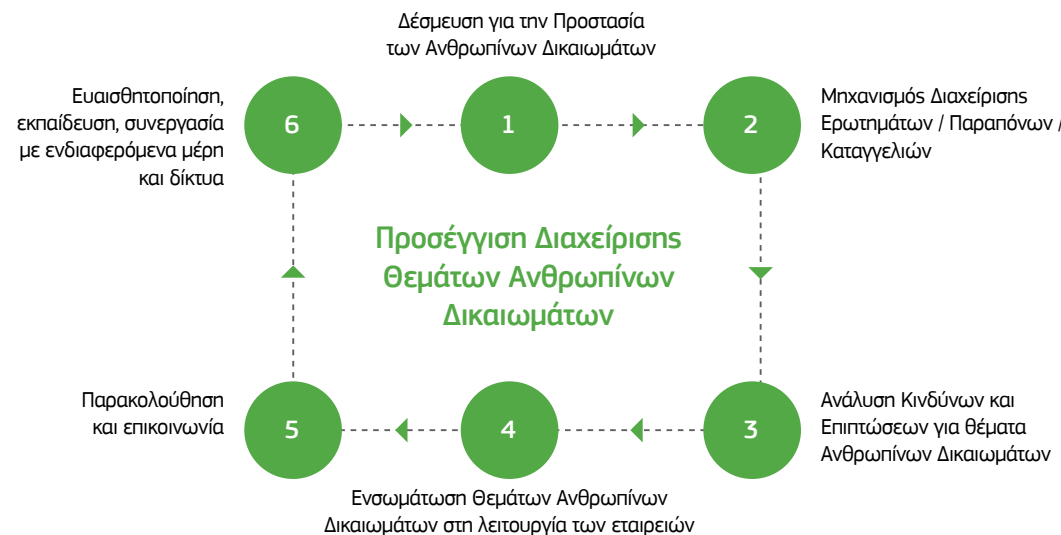 Δέσμευση για την Προστασία
των Ανθρωπίνων Δικαιωμάτων
Ευαισθητοποίηση,
εκπαίδευση, συνεργασία
με ενδιαφερόμενα μέρη
και δίκτυα
6
1
2
Μηχανισμός Διαχείρισης
Ερωτημάτων / Παραπόνων /
Καταγγελιών
Προσέγγιση Διαχείρισης
Θεμάτων Ανθρωπίνων
Δικαιωμάτων
Παρακολούθηση
και επικοινωνία
5
4
3
Ανάλυση Κινδύνων και
Επιπτώσεων για θέματα
Ανθρωπίνων Δικαιωμάτων
Ενσωμάτωση Θεμάτων Ανθρωπίνων
Δικαιωμάτων στη λειτουργία των εταιρειών